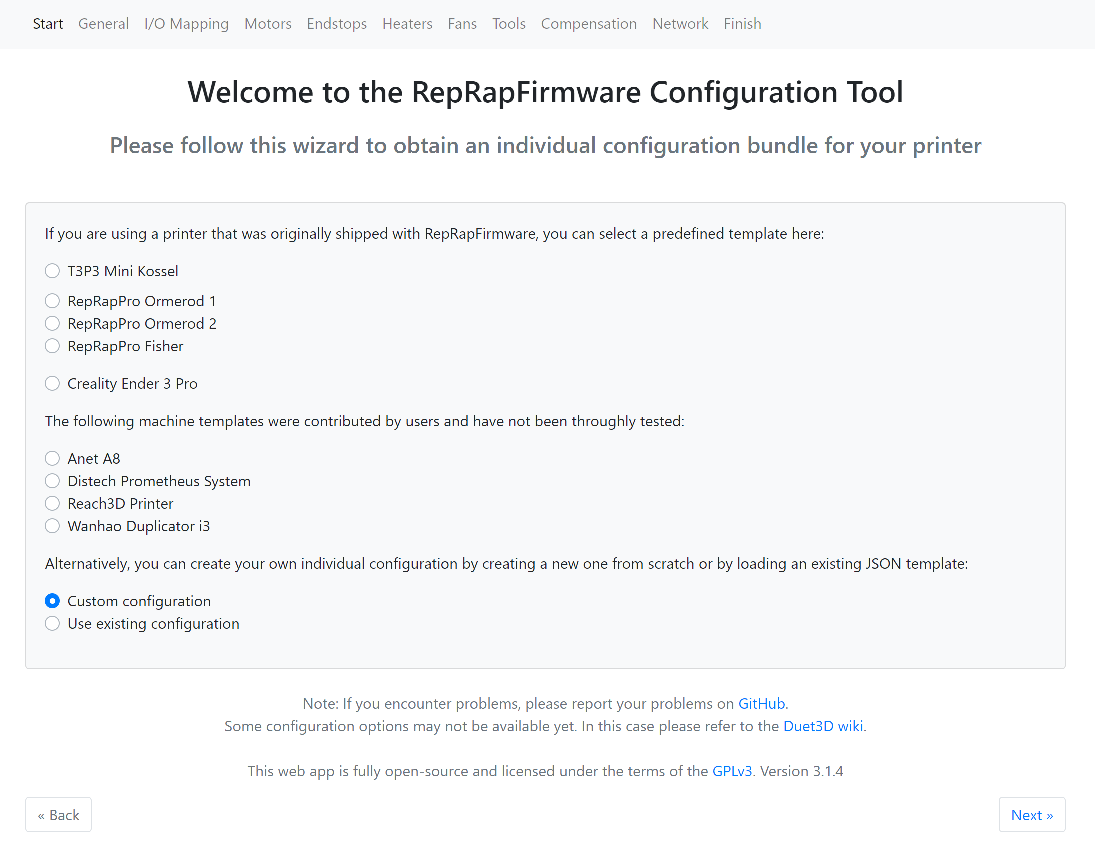 Start General I/O Mapping Motors Endstops Heaters Fans Tools Compensation Network Finish
Welcome to the RepRapFirmware Configuration Tool
Please follow this wizard to obtain an individual configuration bundle for your printer
If you are using a printer that was originally shipped with RepRapFirmware, you can select a predefined template here:
T3P3 Mini Kossel
RepRapPro Ormerod 1
RepRapPro Ormerod 2
RepRapPro Fisher
Creality Ender 3 Pro
The following machine templates were contributed by users and have not been throughly tested:
Anet A8
Distech Prometheus System
Reach3D Printer
Wanhao Duplicator i3
Alternatively, you can create your own individual configuration by creating a new one from scratch or by loading an existing JSON template:
Custom configuration
Use existing configuration
Note: If you encounter problems, please report your problems on GitHub.
Some configuration options may not be available yet. In this case please refer to the Duet3D wiki.
This web app is fully open-source and licensed under the terms of the GPLv3. Version 3.1.4
« Back
Next »